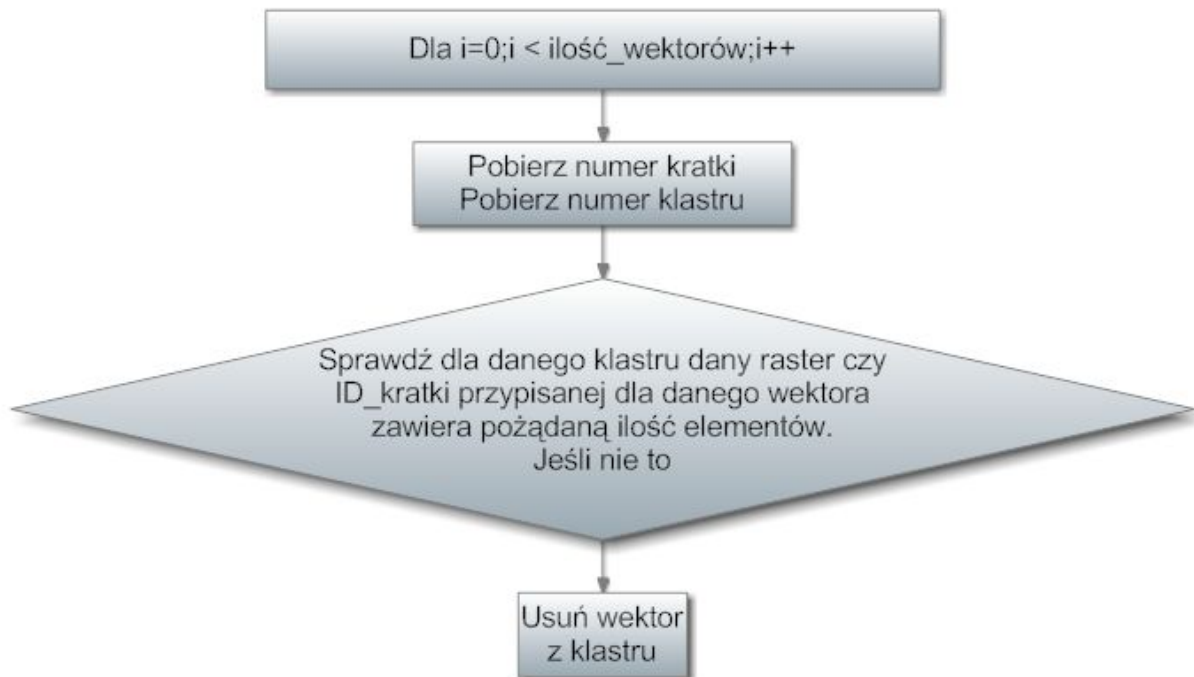 Dla i=0;i < ilość_wektorów;i++
Pobierz numer kratki
Pobierz numer klastru
Sprawdź dla danego klastru dany raster czy
ID_kratki przypisanej dla danego wektora
zawiera pożądaną ilość elementów.
Jeśli nie to
Usuń wektor
z klastru